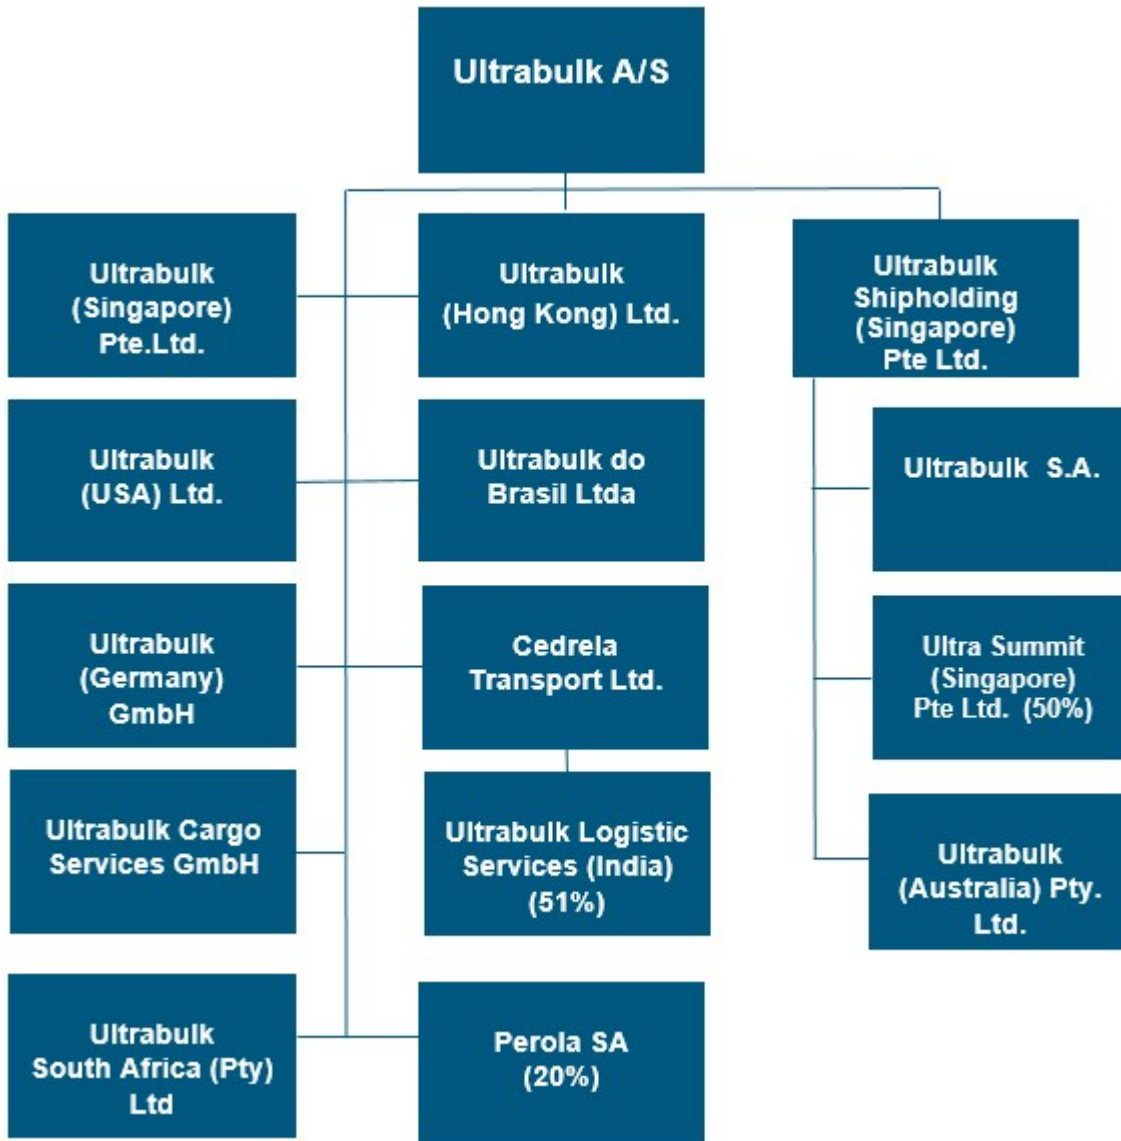 Ultrabulk A/S
Ultrabulk
(Singapore)
Pte.Ltd.
Ultrabulk
(Hong Kong) Ltd.
Ultrabulk
Shipholding
(Singapore)
Pte Ltd.
Ultrabulk
(USA) Ltd.
Ultrabulk do
Brasil Ltda
Ultrabulk S.A.
Ultrabulk
(Germany)
GmbH
Cedrela
Transport Ltd.
Ultra Summit
(Singapore)
Pte Ltd. (50%)
Ultrabulk Cargo
Services GmbH
Ultrabulk Logistic
Services (India)
(51%)
Ultrabulk
(Australia) Pty.
Ltd.
Ultrabulk
South Africa (Pty)
Ltd
Perola SA
(20%)